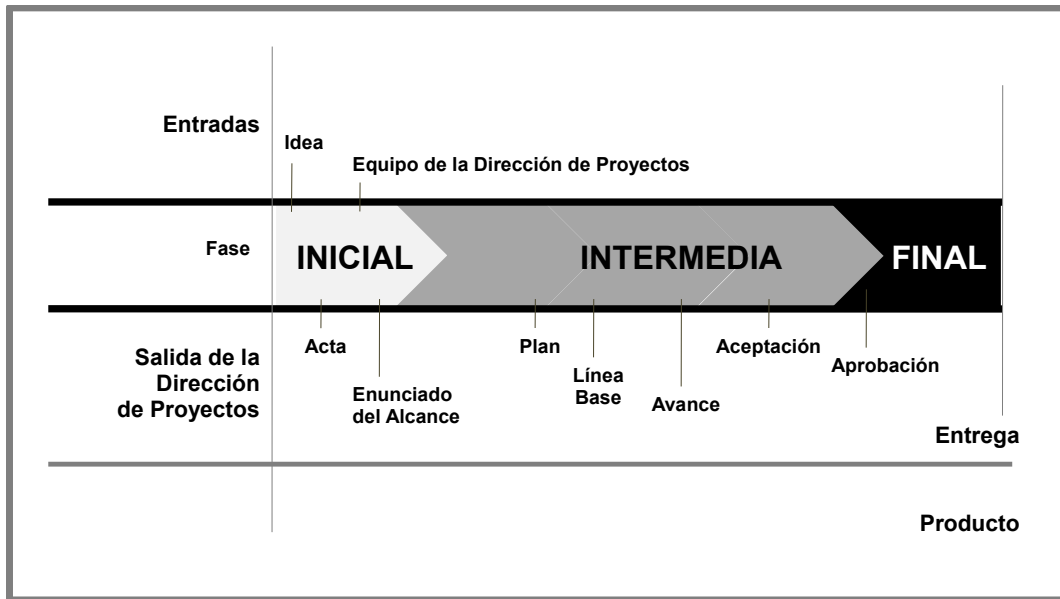 Entradas
Idea
Equipo de la Dirección de Proyectos
Fase
INICIAL
INTERMEDIA
FINAL
Salida de la
Dirección
de Proyectos
Acta
Enunciado
del Alcance
Plan
Línea
Base
Avance
Aceptación
Aprobación
Entrega
Producto